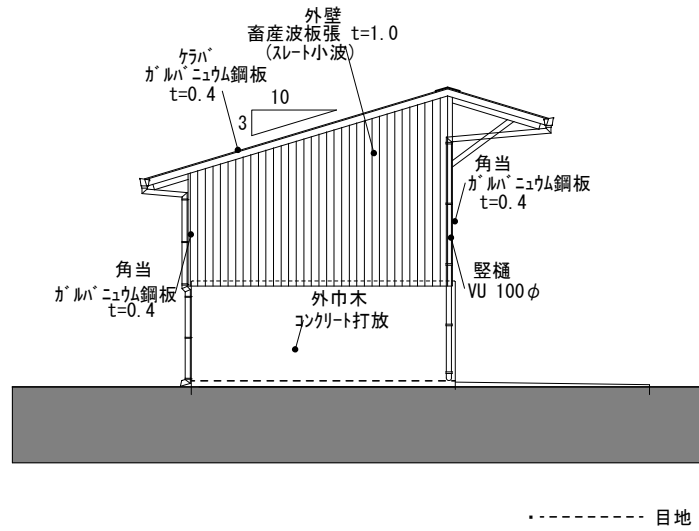 外壁
畜産波板張 t=1.0
(スレート小波)
ケラバ
ガルバニュウム鋼板
t=0.4
10
3
角当
ガルバニュウム鋼板
t=0.4
角当
ガルバニュウム鋼板
t=0.4
竪樋
VU 100φ
外巾木
コンクリート打放
目地